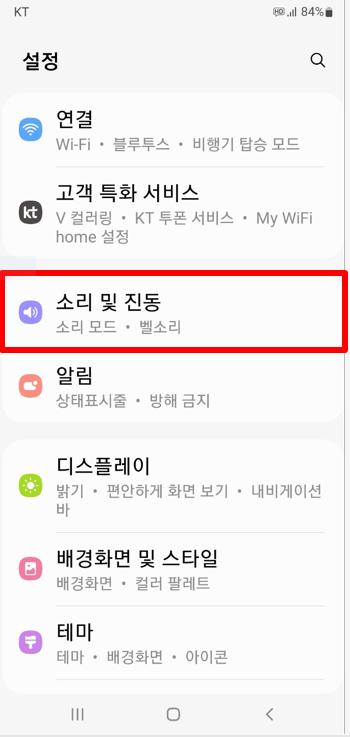 KT
HD 84%
설정
연결
Wi-Fi • 블루투스 • 비행기 탑승 모드
kt
고객 특화 서비스
V 컬러링 • KT 투폰 서비스 • My WiFi
home 설정
소리 및 진동
소리 모드 • 벨소리
알림
상태표시줄 • 방해 금지
디스플레이
밝기 • 편안하게 화면 보기 • 내비게이션
바
배경화면 및 스타일
배경화면 • 컬러 팔레트
테마
테마 • 배경화면 • 아이콘